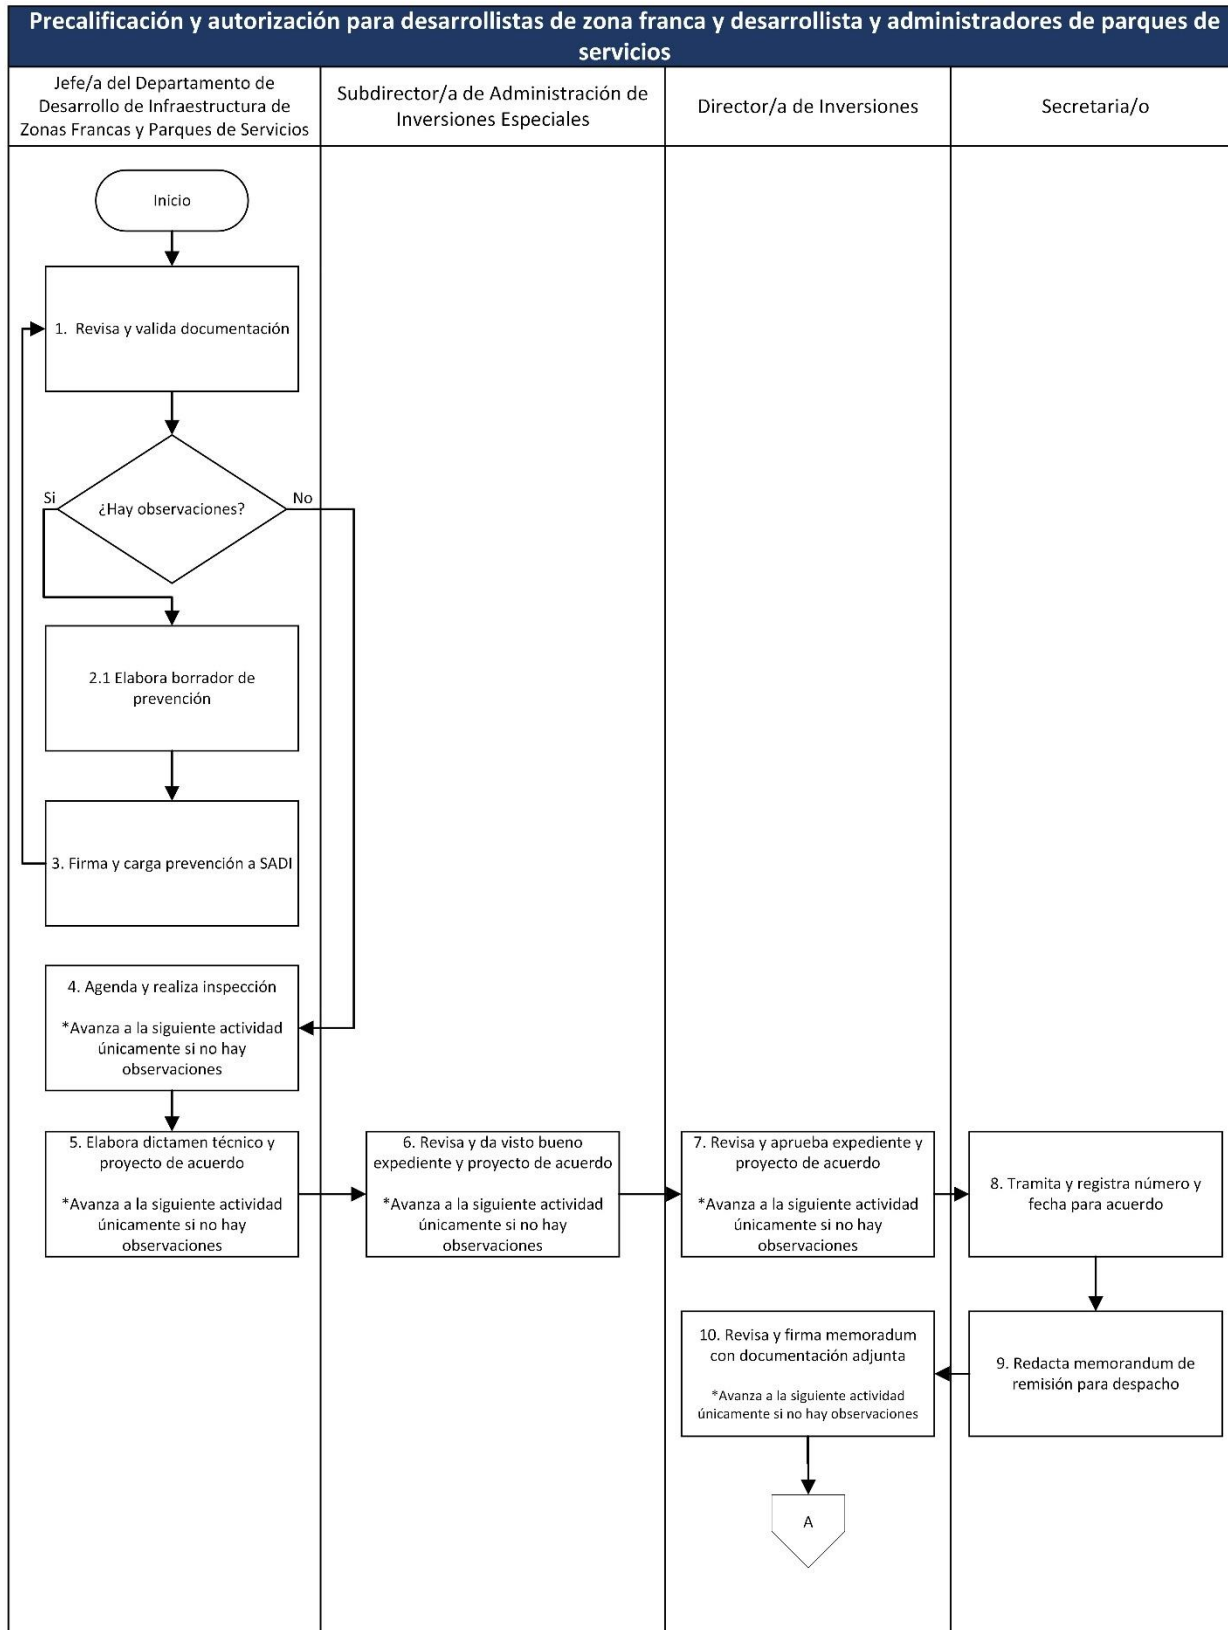 Precalificación y autorización para desarrollistas de zona franca y desarrollista y administradores de parques de
servicios
Jefe/a del Departamento de
Desarrollo de Infraestructura de
Zonas Francas y Parques de Servicios
Subdirector/a de Administración de
Inversiones Especiales
Director/a de Inversiones
Secretaria/o
Inicio
1. Revisa y valida documentación
¿Hay observaciones?
Si
No
2.1 Elabora borrador de
prevención
3. Firma y carga prevención a SADI
4. Agenda y realiza inspección
*Avanza a la siguiente actividad
únicamente si no hay
observaciones
5. Elabora dictamen técnico y
proyecto de acuerdo
*Avanza a la siguiente actividad
únicamente si no hay
observaciones
6. Revisa y da visto bueno
expediente y proyecto de acuerdo
*Avanza a la siguiente actividad
únicamente si no hay
observaciones
7. Revisa y aprueba expediente y
proyecto de acuerdo
*Avanza a la siguiente actividad
únicamente si no hay
observaciones
8. Tramita y registra número y
fecha para acuerdo
9. Redacta memorandum de
remisión para despacho
10. Revisa y firma memoradum
con documentación adjunta
*Avanza a la siguiente actividad
únicamente si no hay observaciones
A